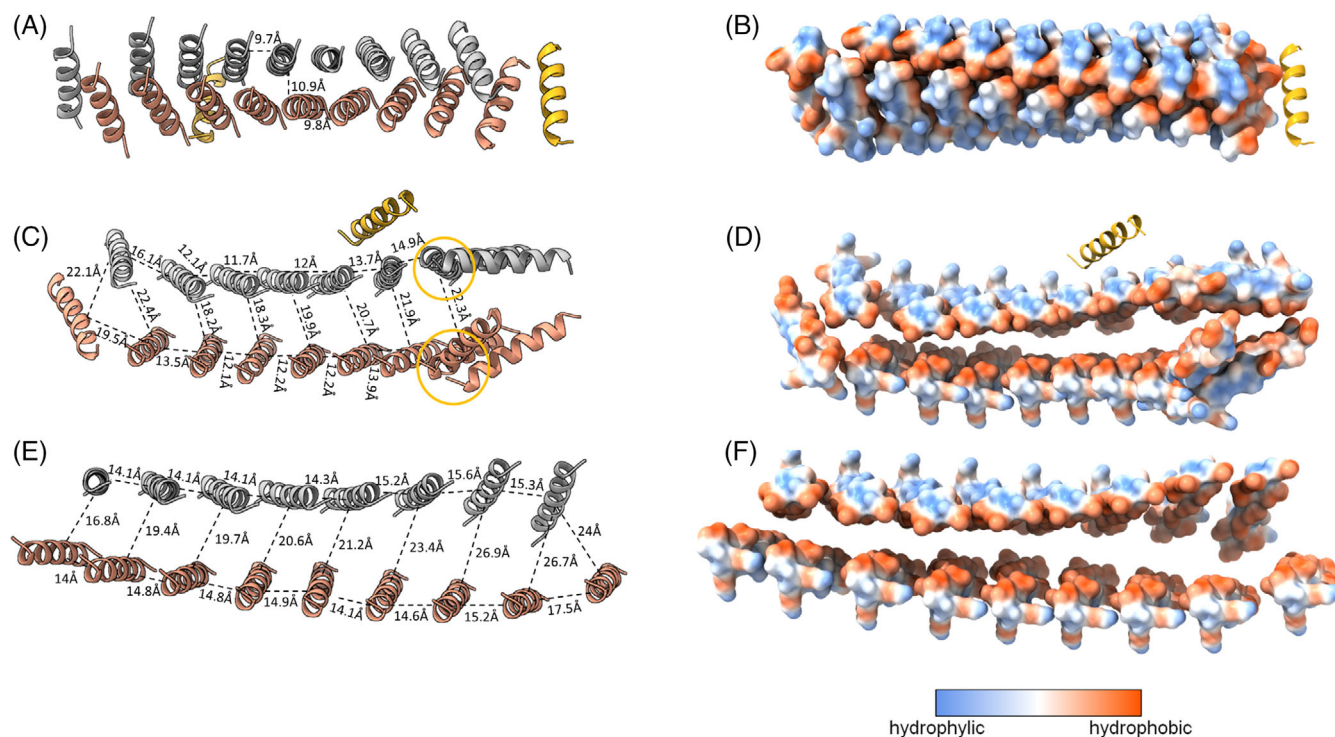 (A)
9.7Å
10.9Å
9.8Å
(B)
(C)
22.1Å
16.1Å
12.1Å
11.7Å
12Å
13.7Å
14.9Å
22.4Å
18.2Å
18.3Å
19.9Å
20.7Å
21.9Å
22.3Å
19.5Å
13.5Å
12.1Å
12.2Å
12.2Å
13.9Å
(D)
(E)
14.1Å
14.1Å
14.1Å
14.3Å
15.2Å
15.6Å
15.3Å
16.8Å
19.4Å
19.7Å
20.6Å
21.2Å
23.4Å
26.9Å
26.7Å
24Å
14Å
14.8Å
14.8Å
14.9Å
14.1Å
14.6Å
15.2Å
17.5Å
(F)
hydrophylic
hydrophobic